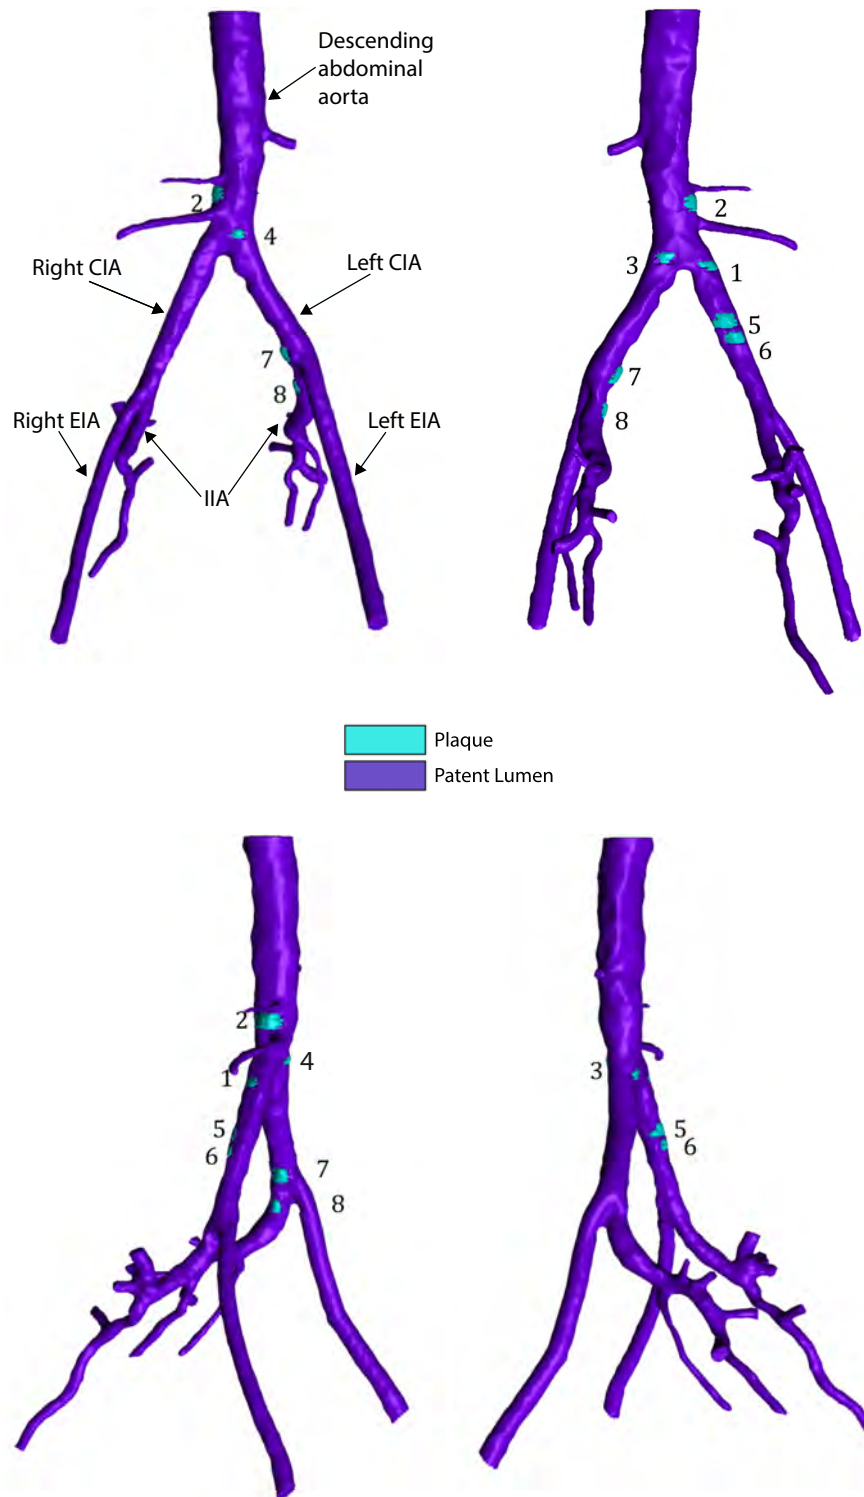 Descending
abdominal
aorta
2
4
Right CIA
Left CIA
7
8
Right EIA
Left EIA
IIA
2
3
1
5
6
7
8
Plaque
Patent Lumen
2
4
1
5
6
7
8
3
5
6